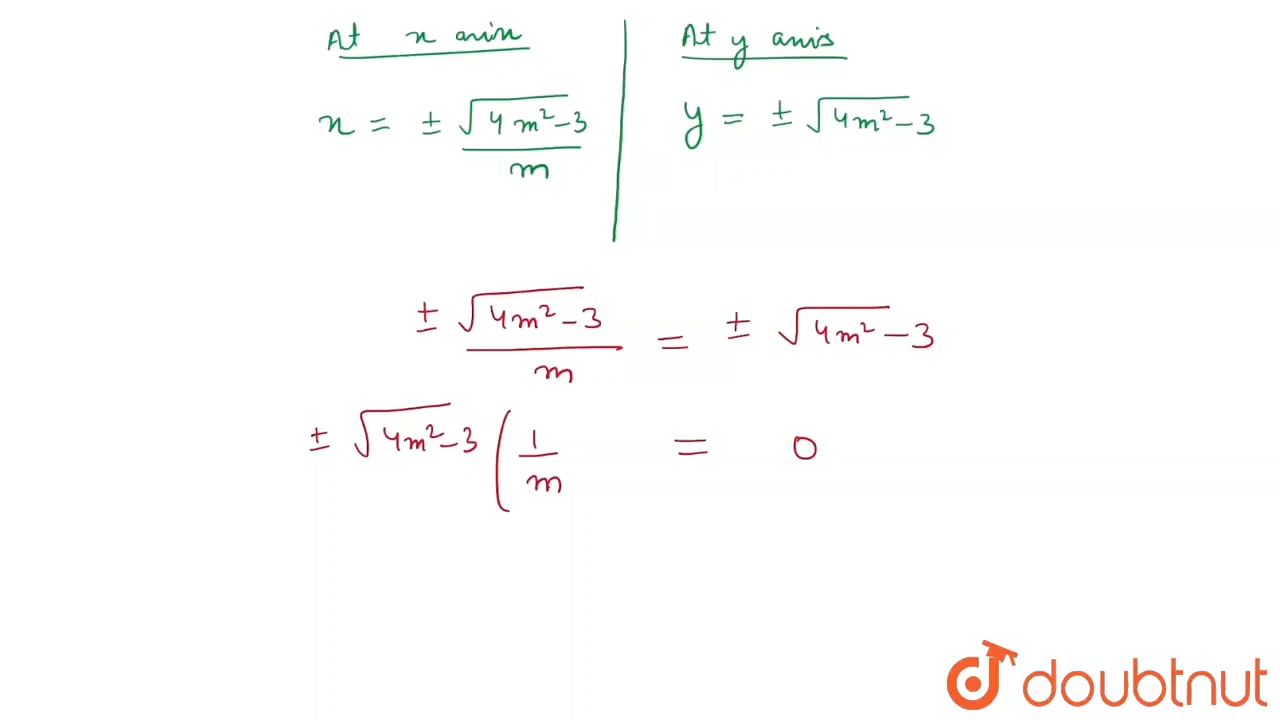 At x axis
At y axis
x = ± √(4m² - 3) / m
y = ± √(4m² - 3)
± √(4m² - 3) / m = ± √(4m² - 3)
± √(4m² - 3) ( 1 / m = 0
doubtnut